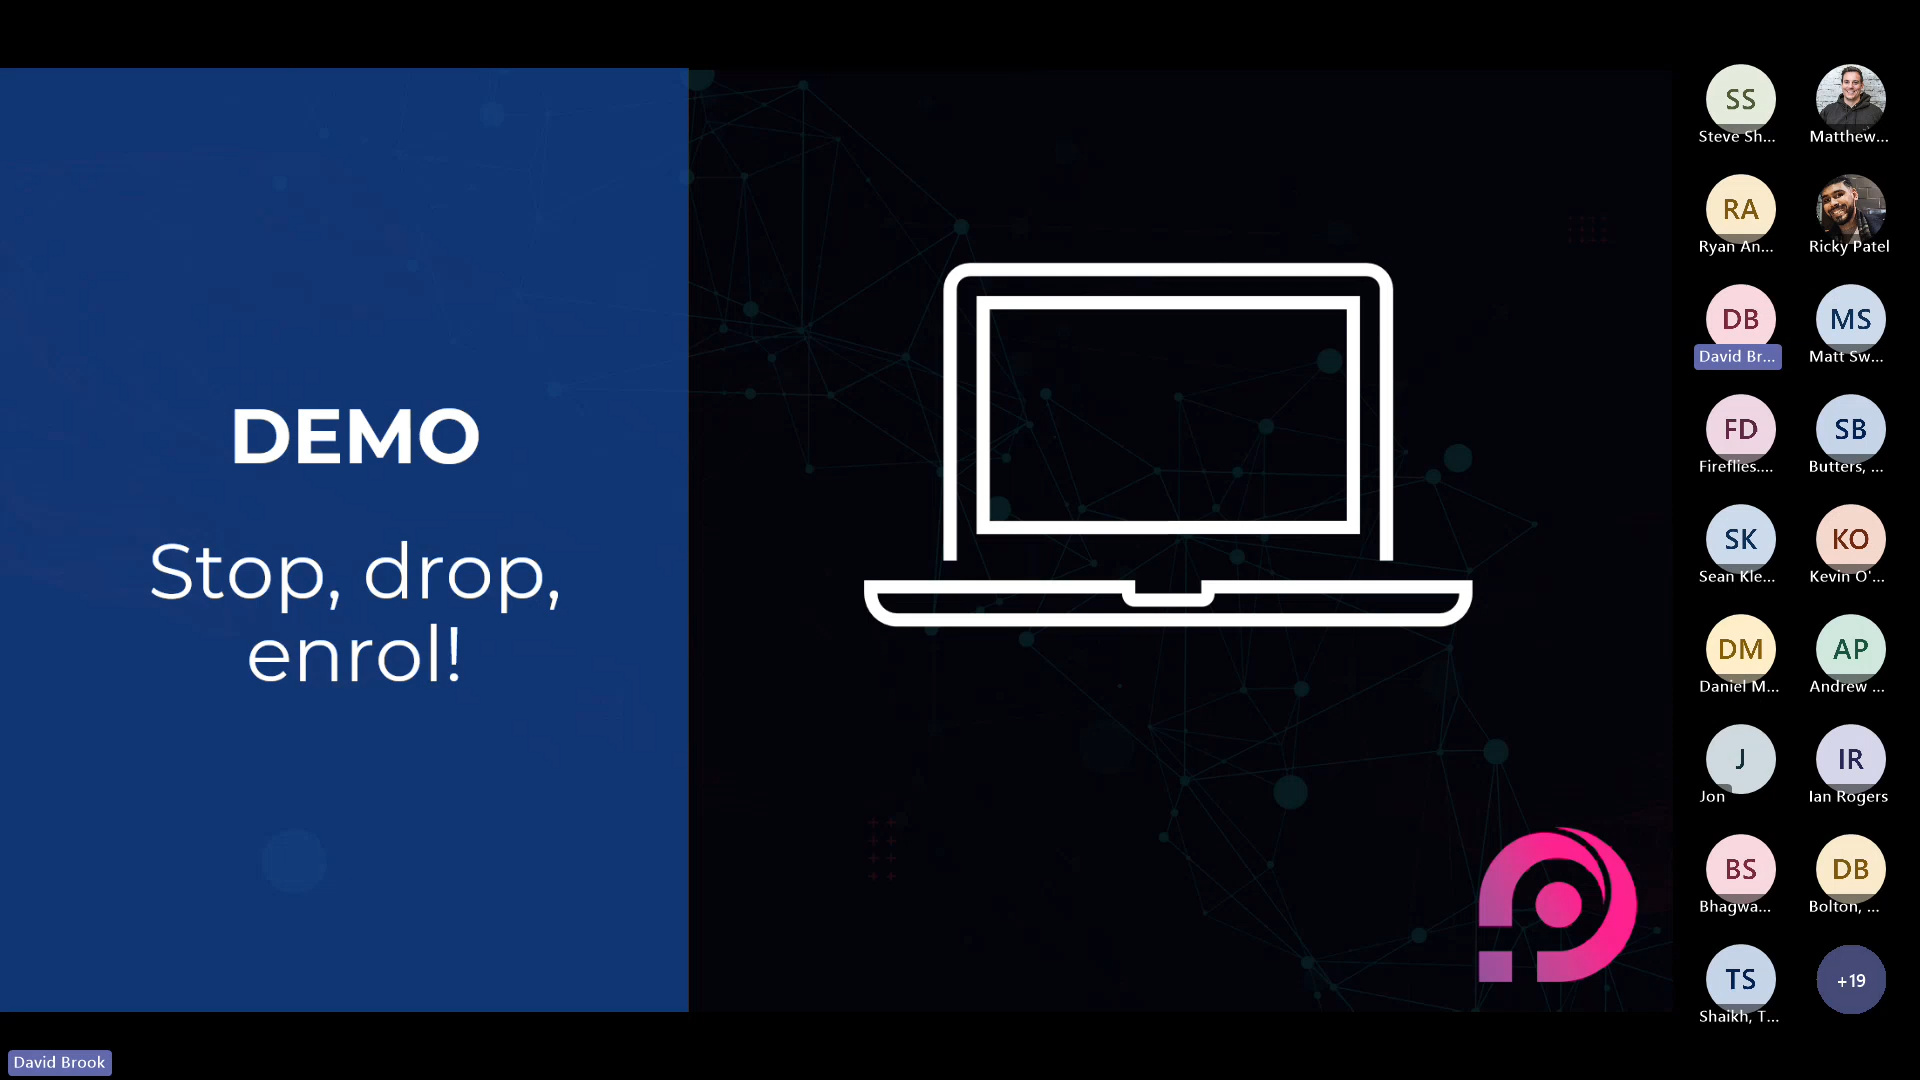 DEMO
Stop, drop,
enrol!
SS
Steve Sh...
Matthew...
RA
Ryan An...
Ricky Patel
DB
David Br...
MS
Matt Sw...
FD
Fireflies....
SB
Butters, ...
SK
Sean Kle...
KO
Kevin O'...
DM
Daniel M...
AP
Andrew ...
J
Jon
IR
Ian Rogers
BS
Bhagwa...
DB
Bolton, ...
TS
Shaikh, T...
+19
David Brook